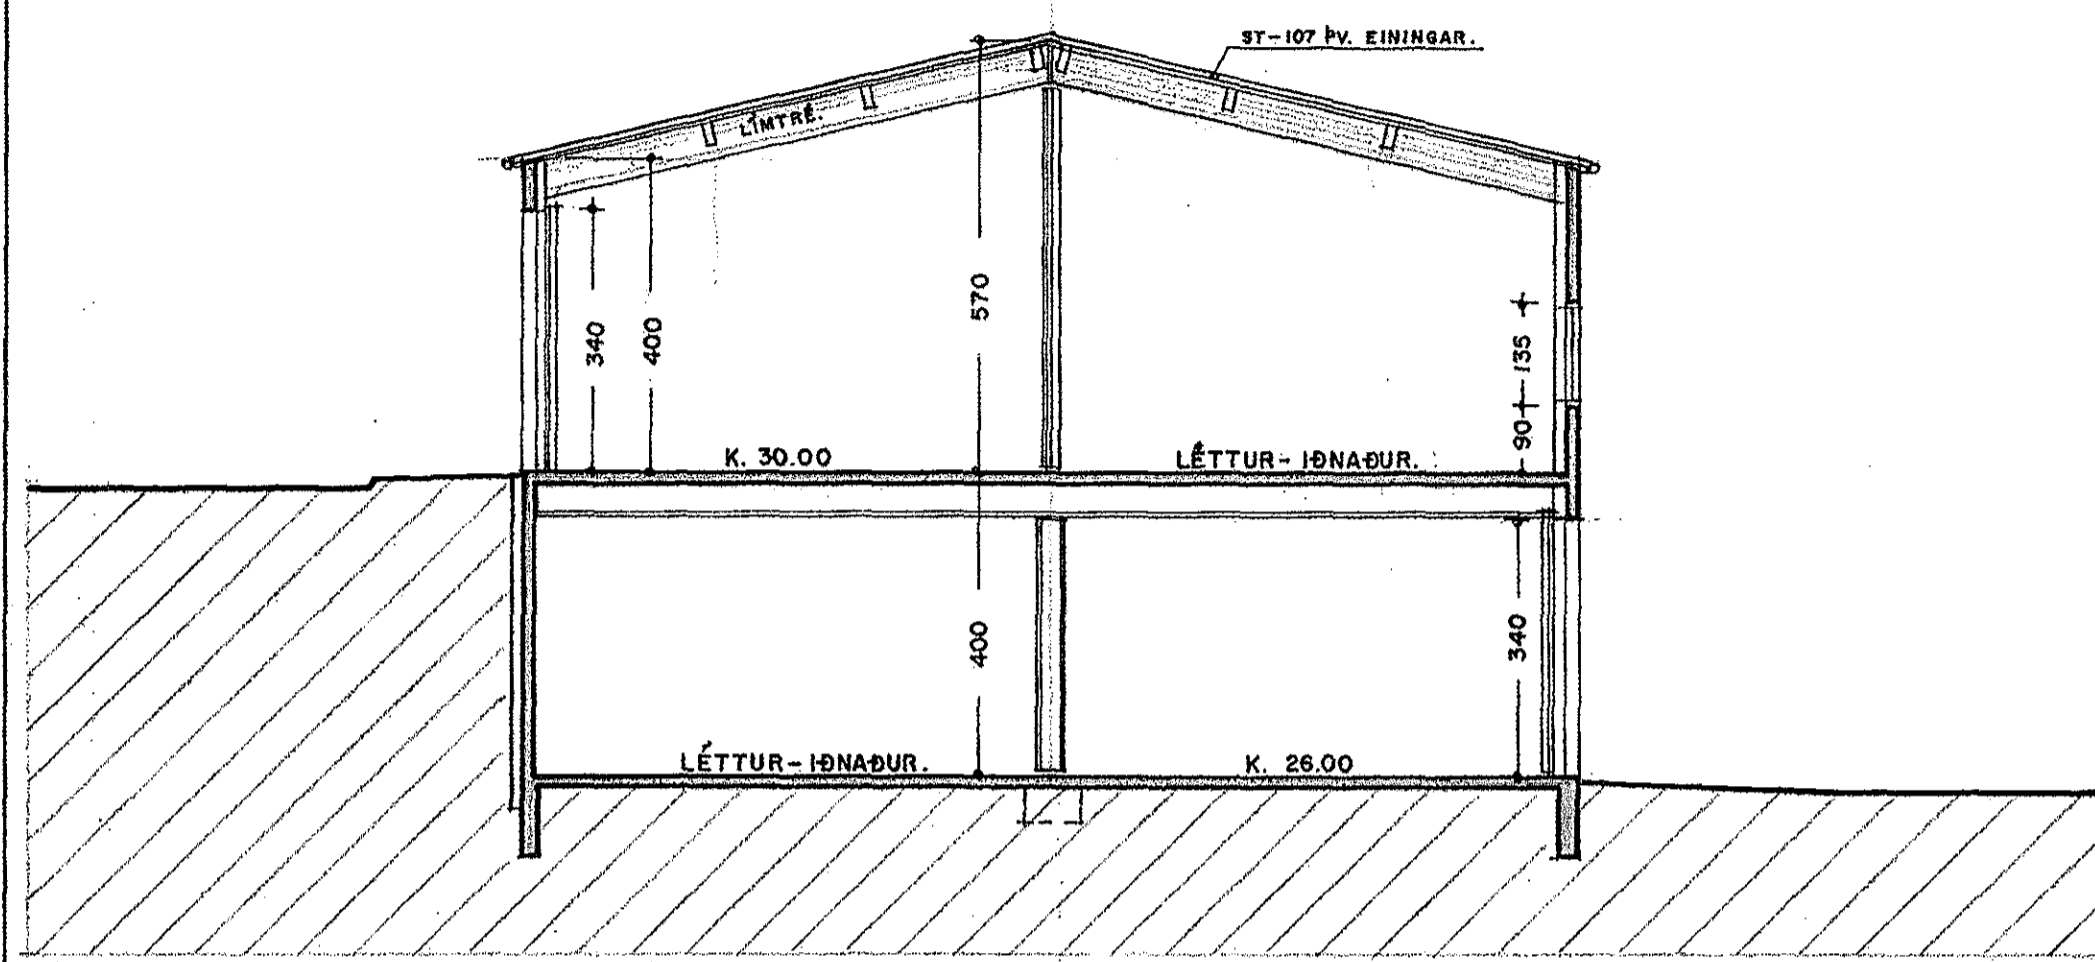 ST-107 ÞV. EININGAR.
LÍMTRÉ.
570
340
400
135
90
K. 30.00
LÉTTUR-IÐNAÐUR.
400
340
LÉTTUR-IÐNAÐUR.
K. 26.00